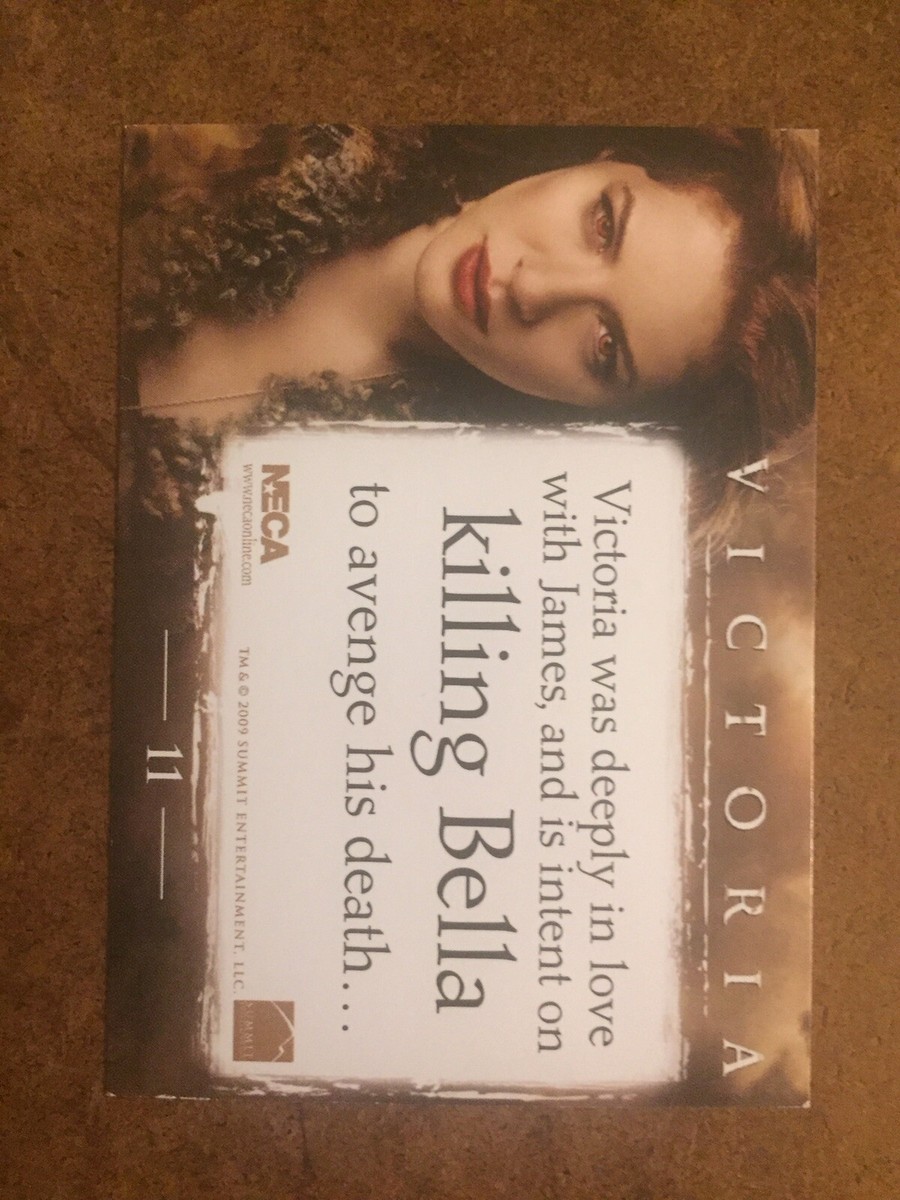 VICTORIA
Victoria was deeply in love
with James, and is intent on
killing Bella
to avenge his death...
NECA
www.necaonline.com
TM & © 2009 SUMMIT ENTERTAINMENT, LLC.
SUMMIT
11